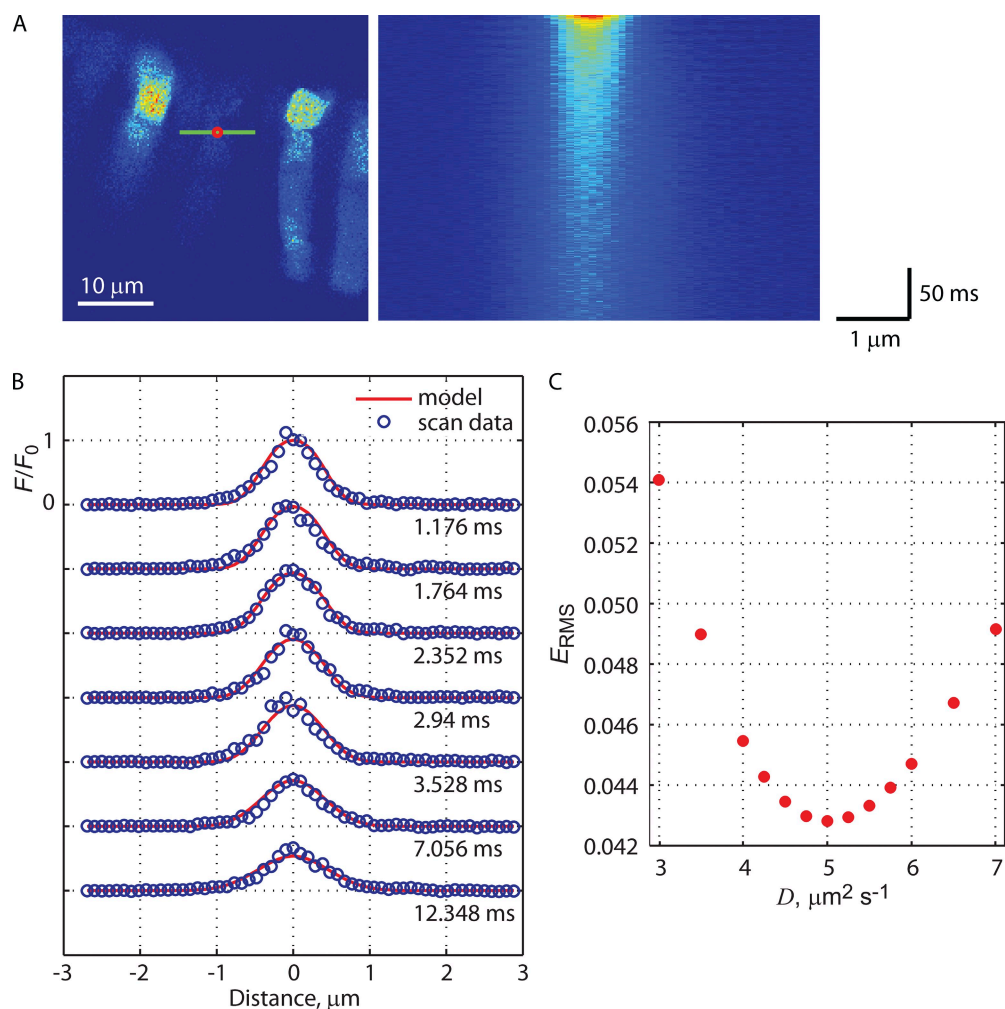 A
10 μm
50 ms
1 μm
B
model
scan data
F/F0
1
0
1.176 ms
1.764 ms
2.352 ms
2.94 ms
3.528 ms
7.056 ms
12.348 ms
-3 -2 -1 0 1 2 3
Distance, μm
C
0.056
0.054
0.052
0.050
0.048
0.046
0.044
0.042
ERMS
3 4 5 6 7
D, μm² s⁻¹